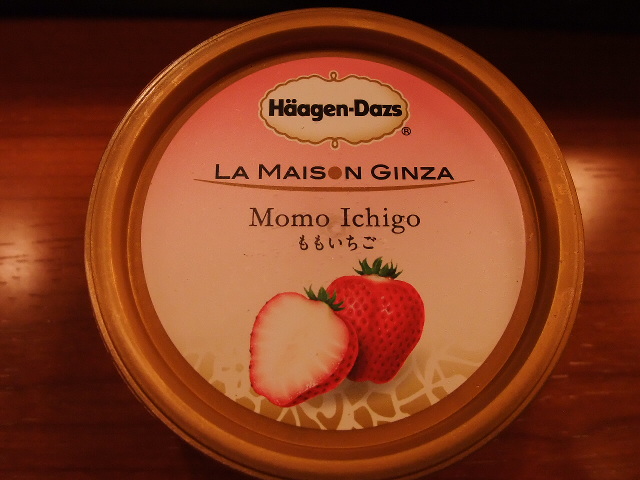 Häagen-Dazs®
LA MAISON GINZA
Momo Ichigo
ももいちご